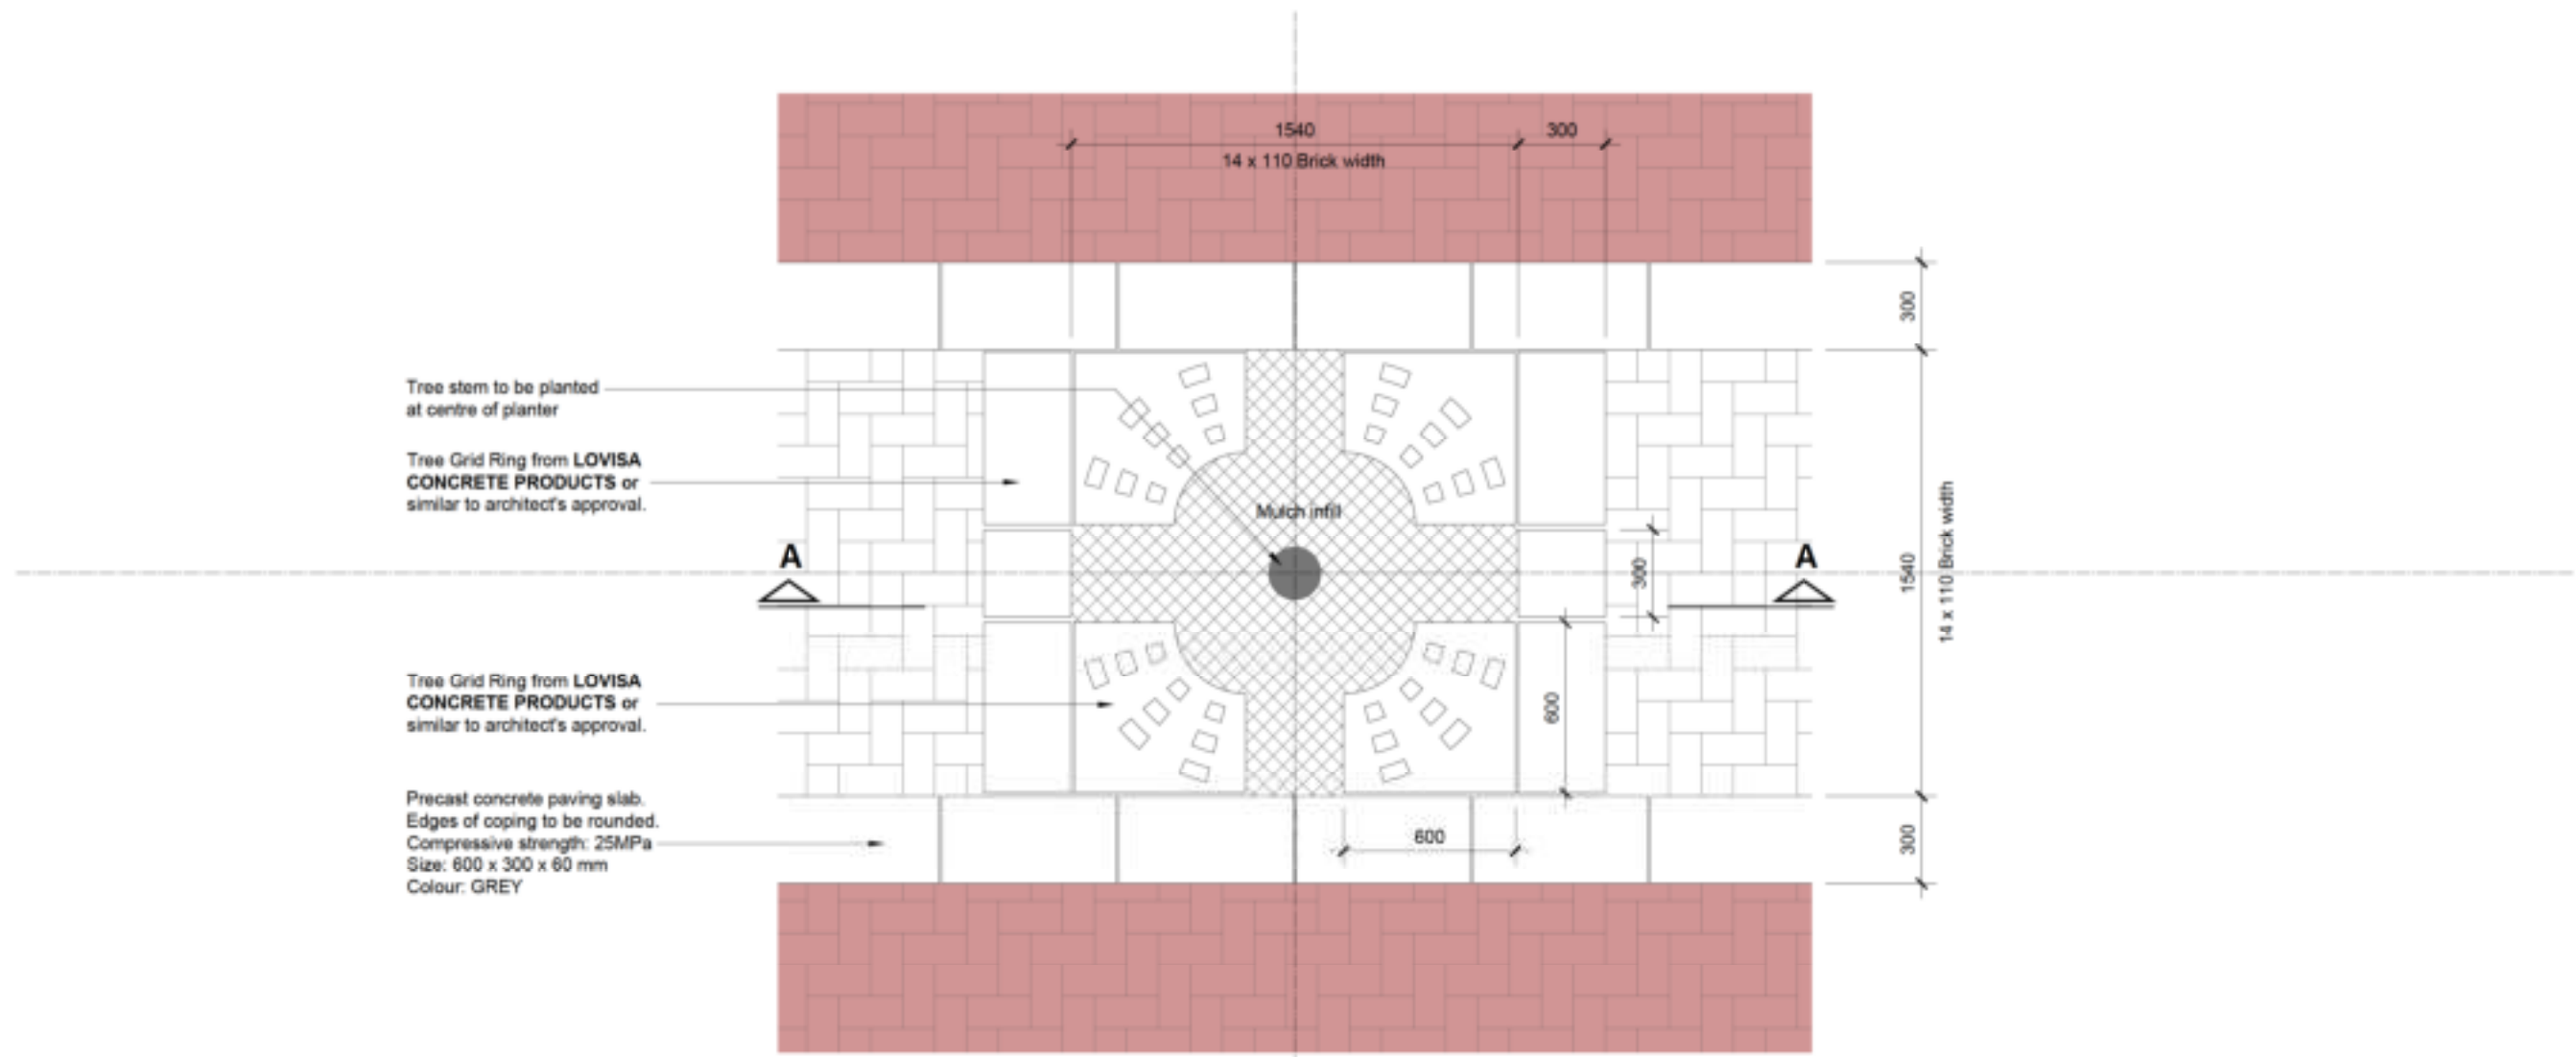 1540
300
14 x 110 Brick width
300
Tree stem to be planted
at centre of planter
Tree Grid Ring from LOVISA
CONCRETE PRODUCTS or
similar to architect's approval.
Mulch infill
A
A
300
1540
14 x 110 Brick width
Tree Grid Ring from LOVISA
CONCRETE PRODUCTS or
similar to architect's approval.
600
Precast concrete paving slab.
Edges of coping to be rounded.
Compressive strength: 25MPa
Size: 600 x 300 x 60 mm
Colour: GREY
600
300